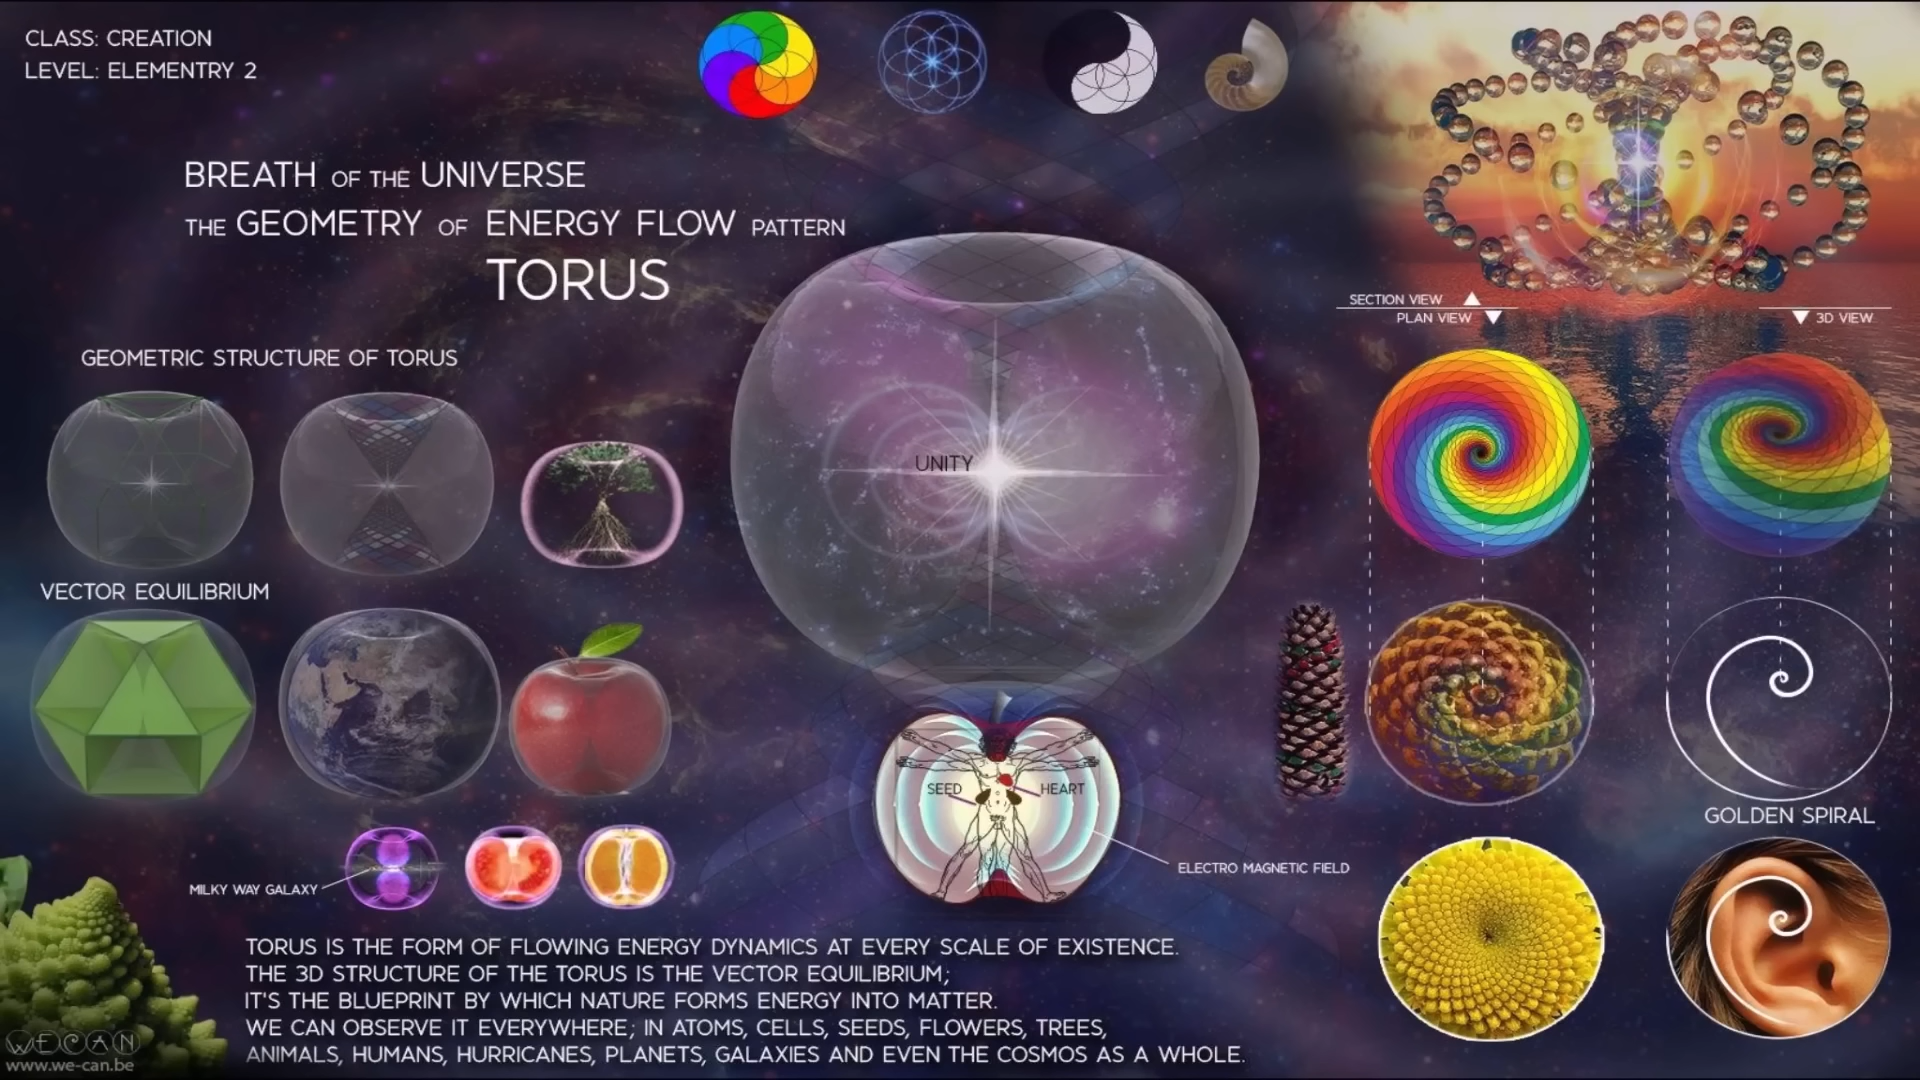 CLASS: CREATION
LEVEL: ELEMENTRY 2
BREATH OF THE UNIVERSE
THE GEOMETRY OF ENERGY FLOW PATTERN
TORUS
SECTION VIEW
PLAN VIEW
3D VIEW
GEOMETRIC STRUCTURE OF TORUS
UNITY
VECTOR EQUILIBRIUM
SEED
HEART
GOLDEN SPIRAL
ELECTRO MAGNETIC FIELD
MILKY WAY GALAXY
TORUS IS THE FORM OF FLOWING ENERGY DYNAMICS AT EVERY SCALE OF EXISTENCE.
THE 3D STRUCTURE OF THE TORUS IS THE VECTOR EQUILIBRIUM;
IT'S THE BLUEPRINT BY WHICH NATURE FORMS ENERGY INTO MATTER.
WE CAN OBSERVE IT EVERYWHERE; IN ATOMS, CELLS, SEEDS, FLOWERS, TREES,
ANIMALS, HUMANS, HURRICANES, PLANETS, GALAXIES AND EVEN THE COSMOS AS A WHOLE.
WECAN
www.we-can.be